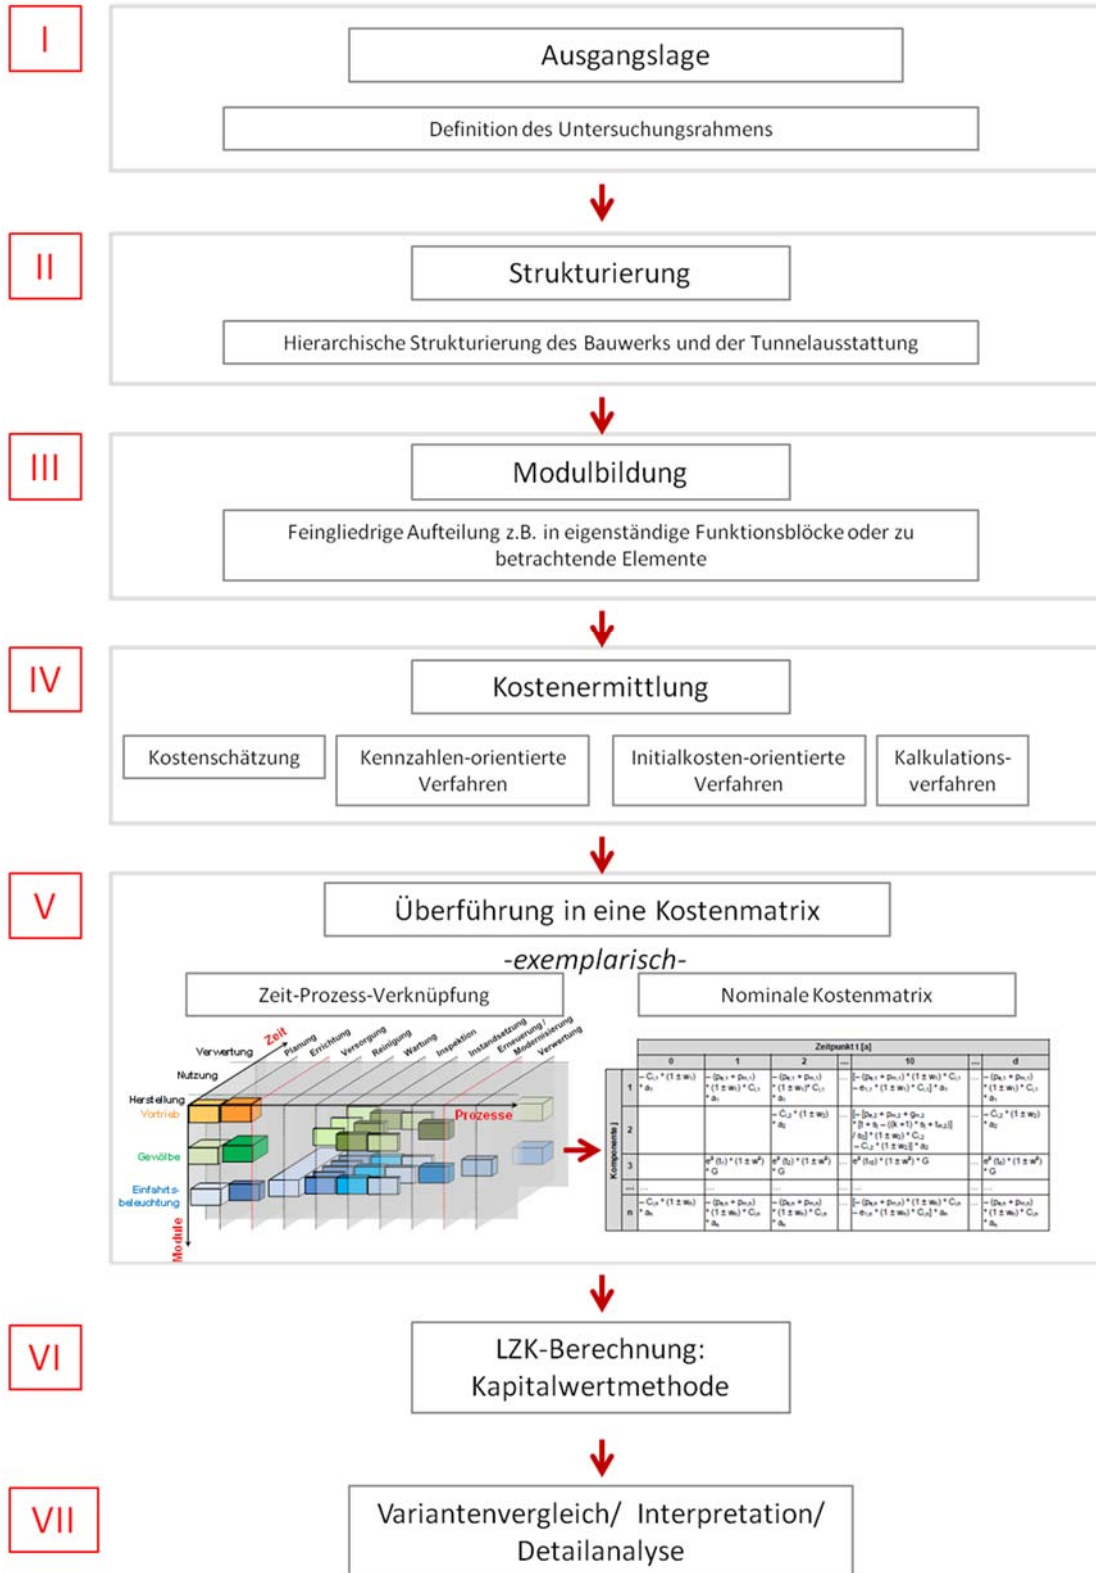 I
Ausgangslage
Definition des Untersuchungsrahmens
II
Strukturierung
Hierarchische Strukturierung des Bauwerks und der Tunnelausstattung
III
Modulbildung
Feingliedrige Aufteilung z.B. in eigenständige Funktionsblöcke oder zu
betrachtende Elemente
IV
Kostenermittlung
Kostenschätzung
Kennzahlen-orientierte
Verfahren
Initialkosten-orientierte
Verfahren
Kalkulations-
verfahren
V
Überführung in eine Kostenmatrix
-exemplarisch-
Zeit-Prozess-Verknüpfung
Nominale Kostenmatrix
Zeit
Planung
Errichtung
Versorgung
Reinigung
Wartung
Inspektion
Instandsetzung
Erneuerung /
Modernisierung
Verwertung
Verwertung
Nutzung
Herstellung
Prozesse
Vortrieb
Gewölbe
Einfahrts-
beleuchtung
Module
Zeitpunkt t [a]
0 1 2 ... 10 ... d
Komponente j
1
2
3
...
n
VI
LZK-Berechnung:
Kapitalwertmethode
VII
Variantenvergleich/ Interpretation/
Detailanalyse